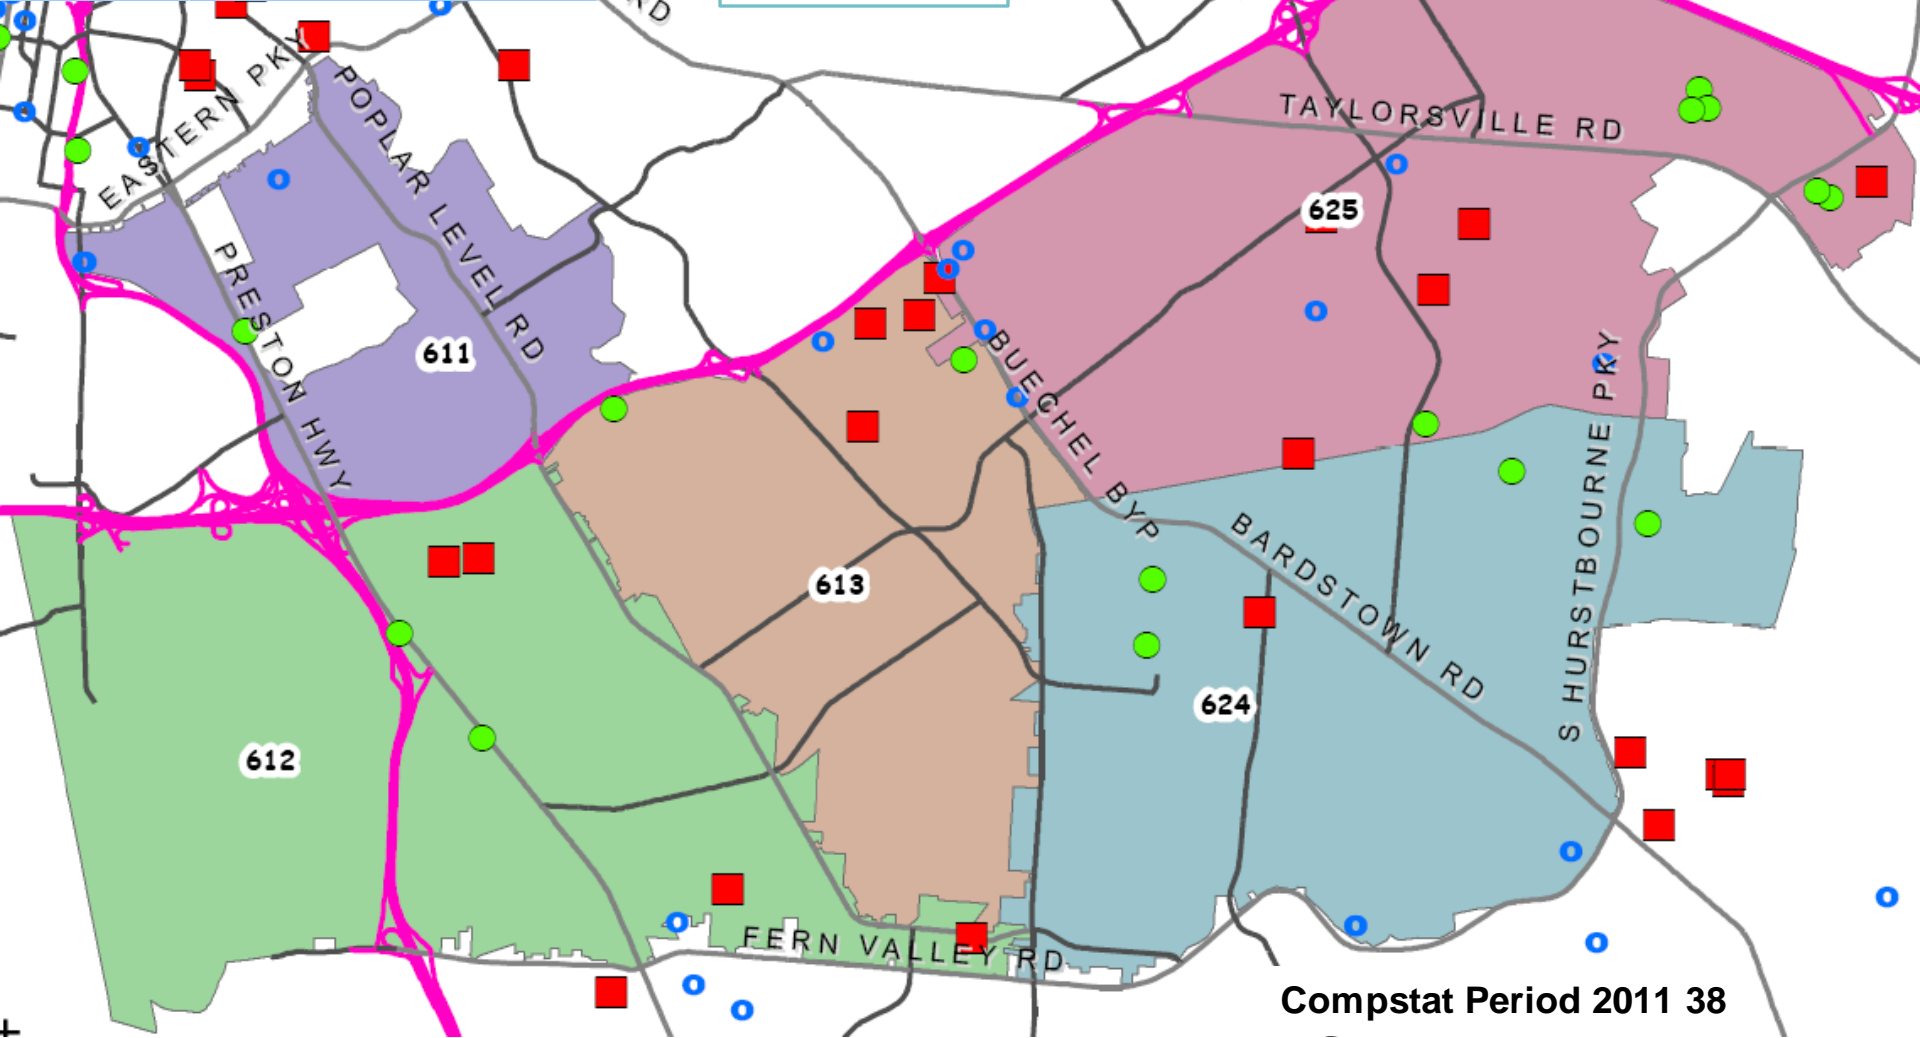 RD
EASTERN PKY
POPLAR LEVEL RD
TAYLORSVILLE RD
625
PRESTON HWY
611
BUECHEL BYP
S HURSTBOURNE PKY
BARDSTOWN RD
613
624
612
FERN VALLEY RD
Compstat Period 2011 38